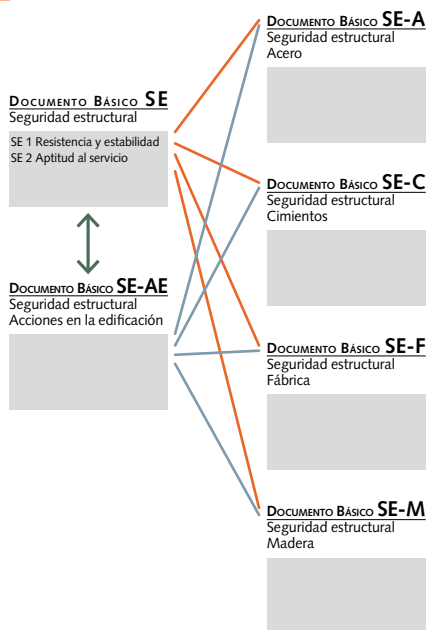 Documento Básico SE
Seguridad estructural
SE 1 Resistencia y estabilidad
SE 2 Aptitud al servicio
Documento Básico SE-AE
Seguridad estructural
Acciones en la edificación
Documento Básico SE-A
Seguridad estructural
Acero
Documento Básico SE-C
Seguridad estructural
Cimientos
Documento Básico SE-F
Seguridad estructural
Fábrica
Documento Básico SE-M
Seguridad estructural
Madera